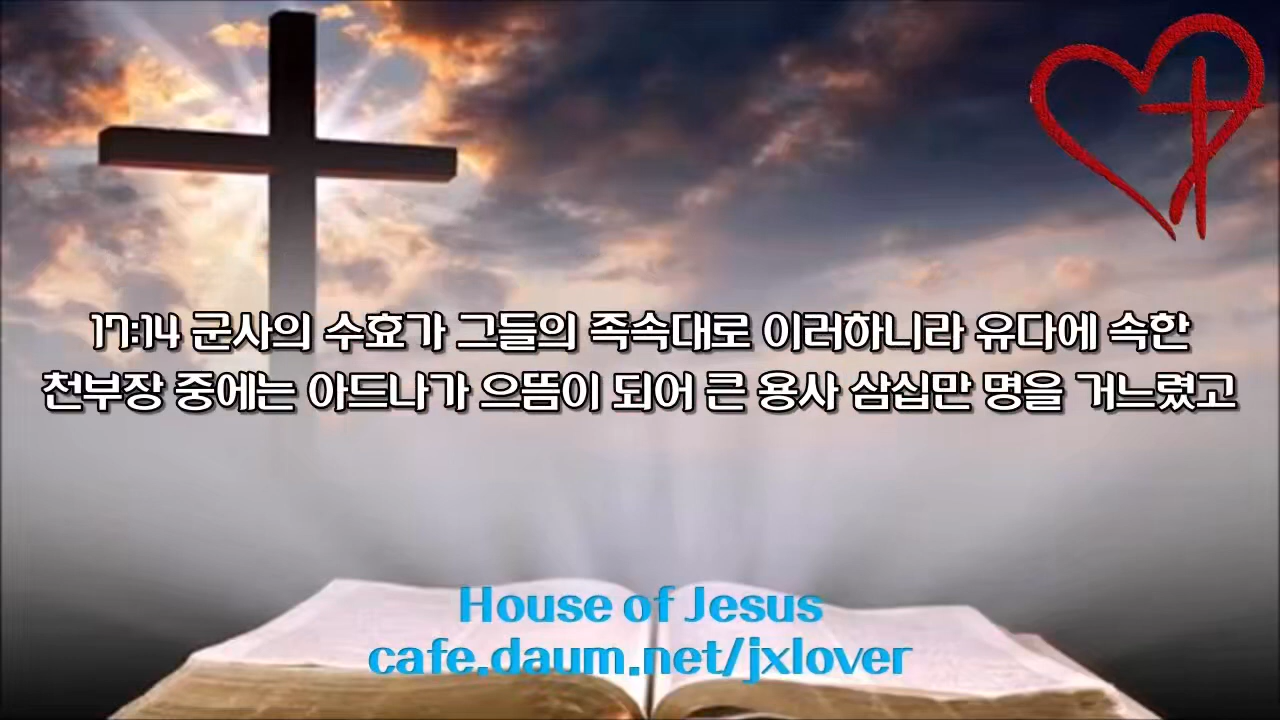 17:14 군사의 수효가 그들의 족속대로 이러하니라 유다에 속한
천부장 중에는 아드나가 으뜸이 되어 큰 용사 삼십만 명을 거느렸고
House of Jesus
cafe.daum.net/jxlover